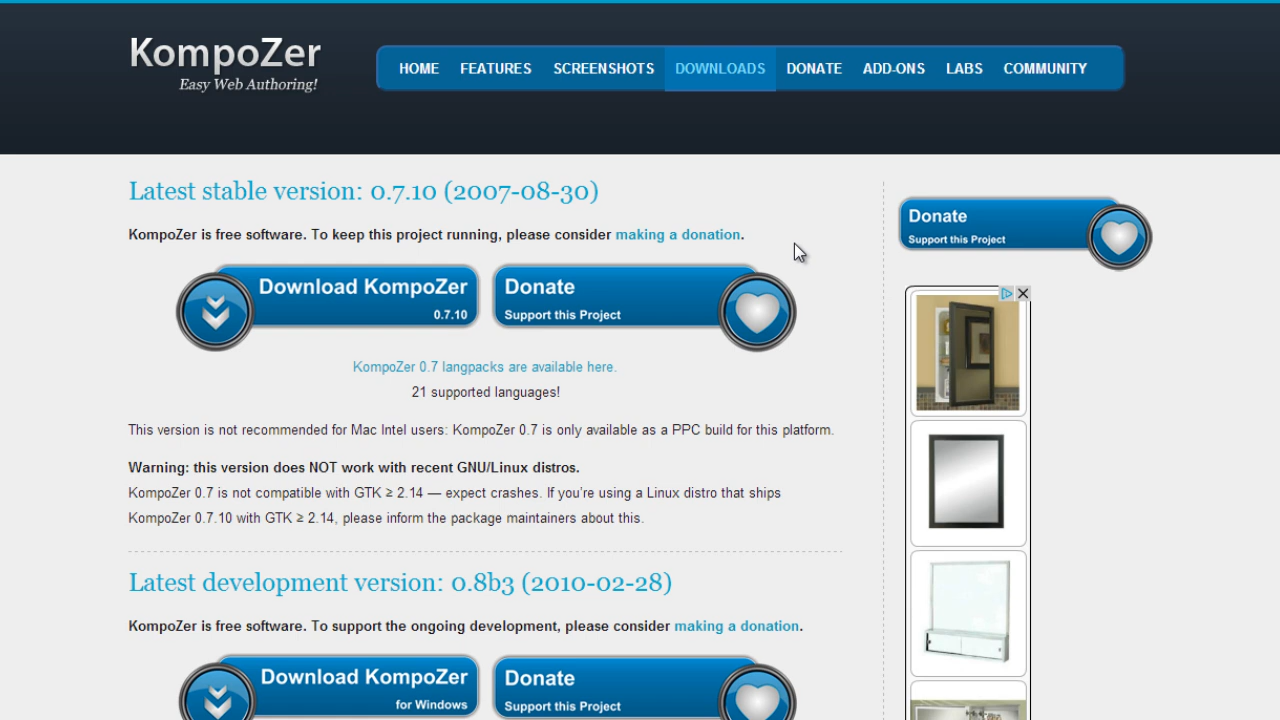 KompoZer
Easy Web Authoring!
HOME FEATURES SCREENSHOTS DOWNLOADS DONATE ADD-ONS LABS COMMUNITY
Latest stable version: 0.7.10 (2007-08-30)
KompoZer is free software. To keep this project running, please consider making a donation.
Download KompoZer
0.7.10
Donate
Support this Project
KompoZer 0.7 langpacks are available here.
21 supported languages!
This version is not recommended for Mac Intel users: KompoZer 0.7 is only available as a PPC build for this platform.
Warning: this version does NOT work with recent GNU/Linux distros.
KompoZer 0.7 is not compatible with GTK ≥ 2.14 — expect crashes. If you're using a Linux distro that ships
KompoZer 0.7.10 with GTK ≥ 2.14, please inform the package maintainers about this.
Latest development version: 0.8b3 (2010-02-28)
KompoZer is free software. To support the ongoing development, please consider making a donation.
Download KompoZer
for Windows
Donate
Support this Project
Donate
Support this Project